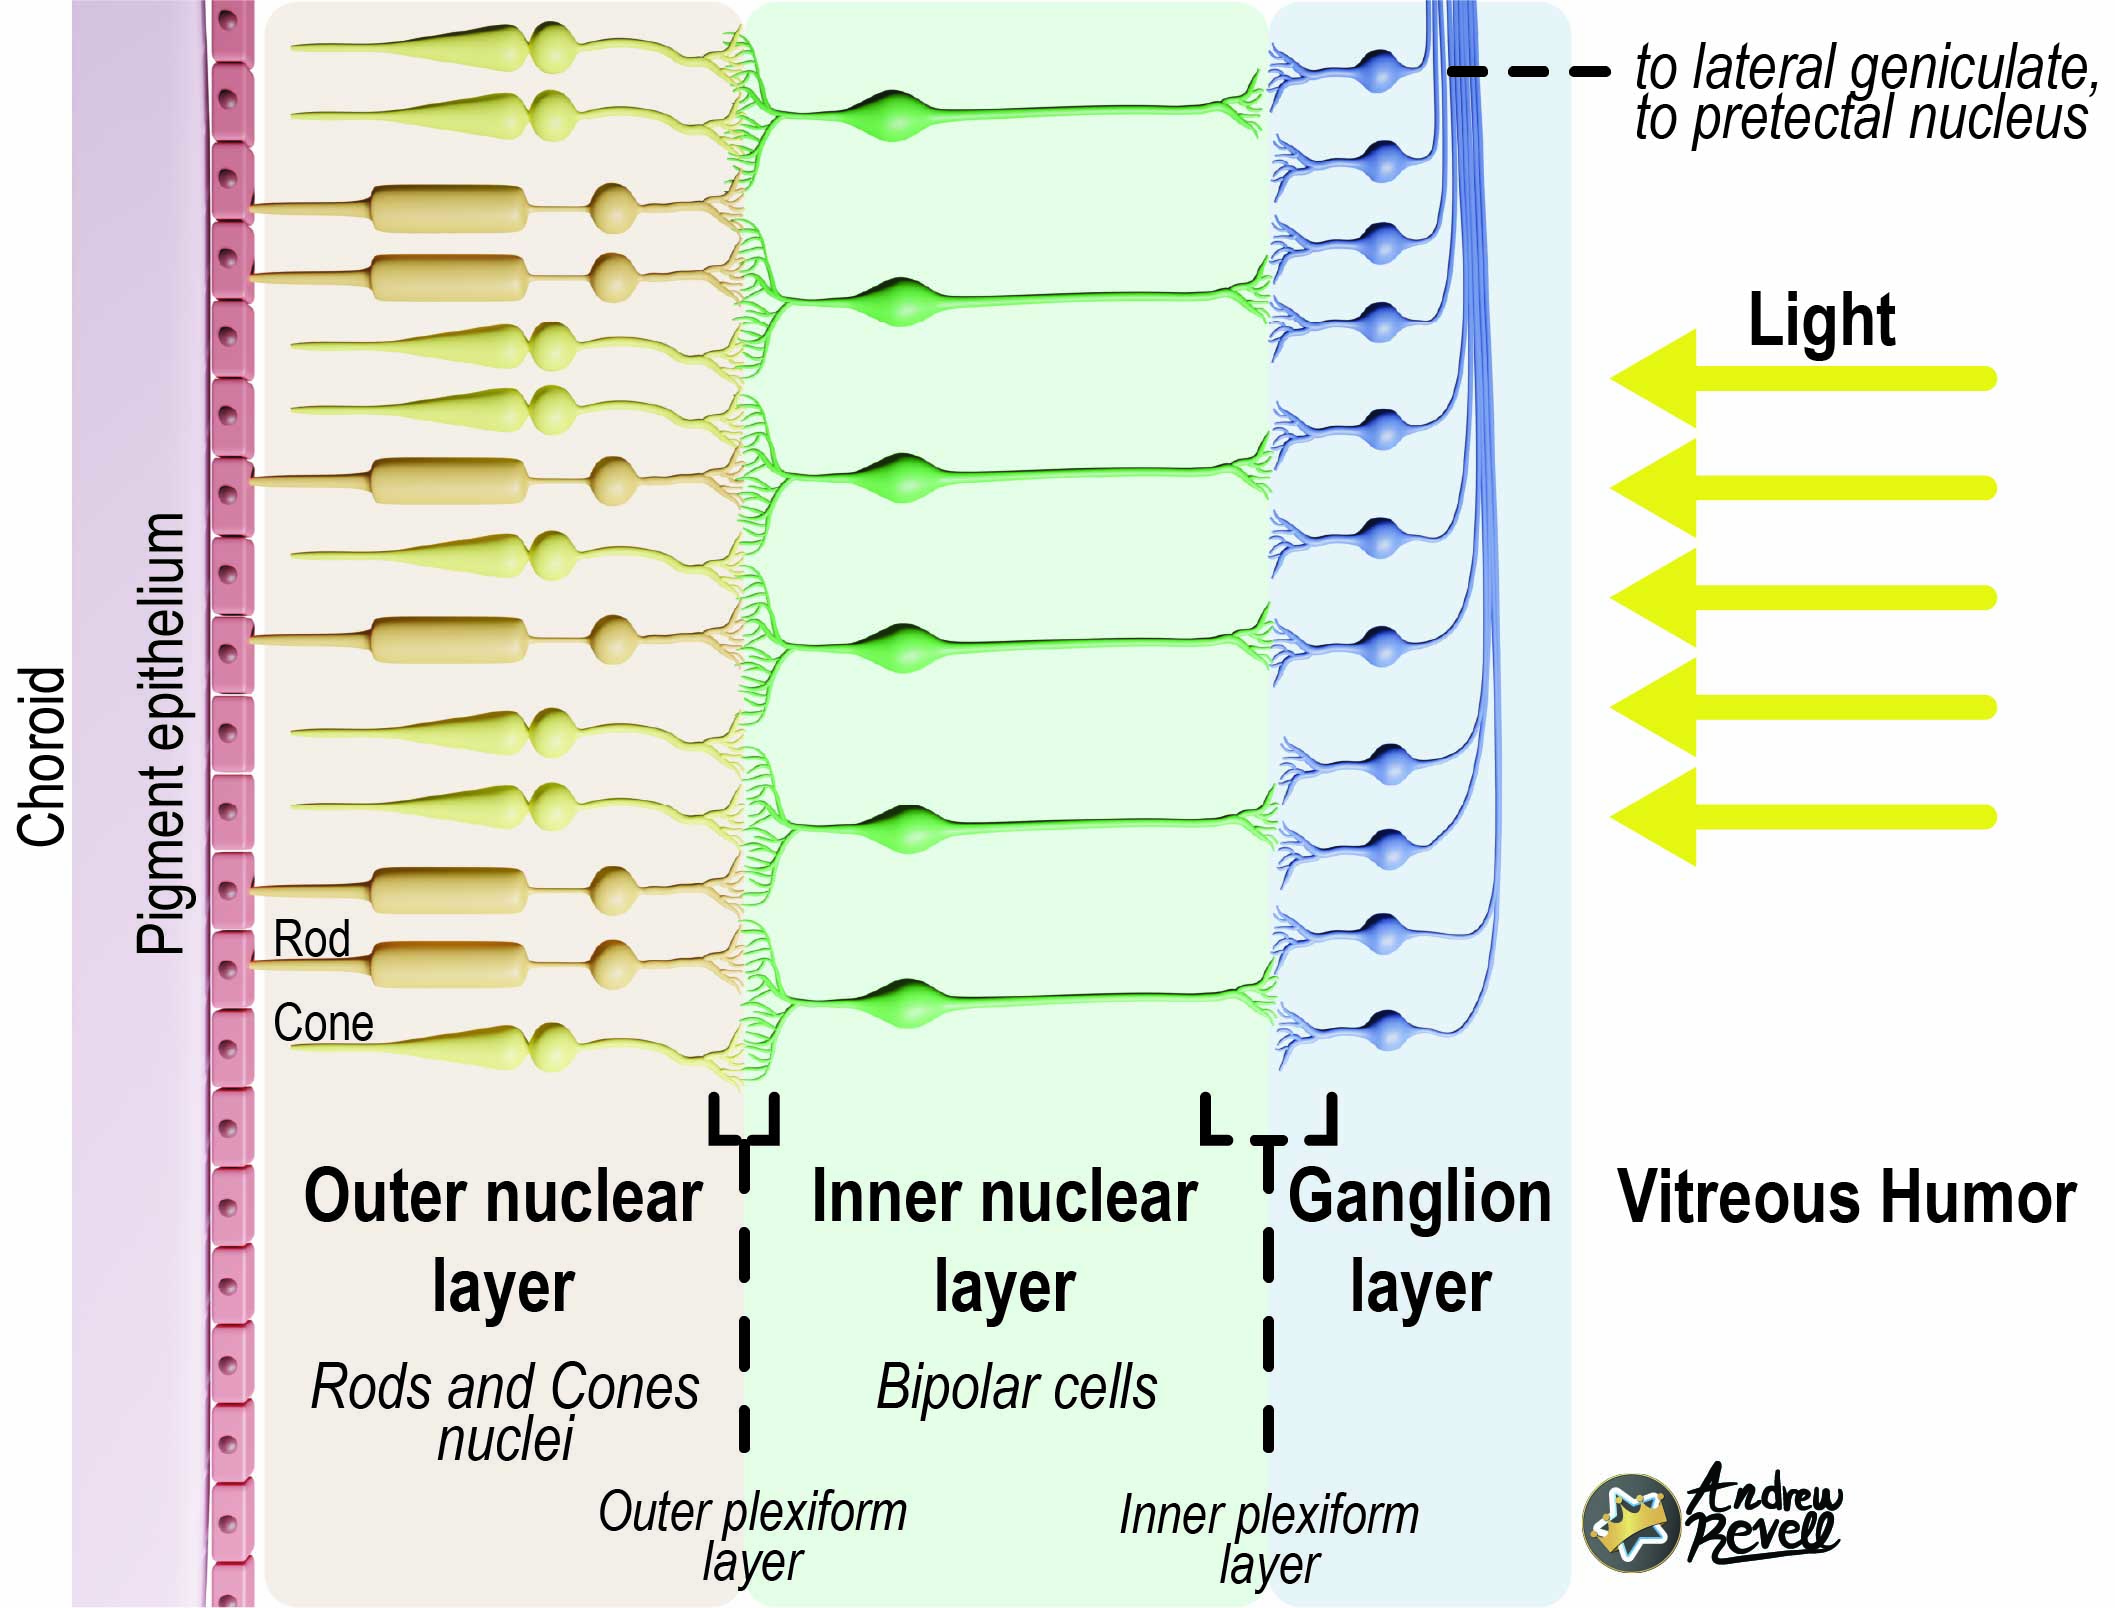 to lateral geniculate,
to pretectal nucleus
Light
Choroid
Pigment epithelium
Rod
Cone
Outer nuclear
layer
Rods and Cones
nuclei
Outer plexiform
layer
Inner nuclear
layer
Bipolar cells
Inner plexiform
layer
Ganglion
layer
Vitreous Humor
Andrew
Revell